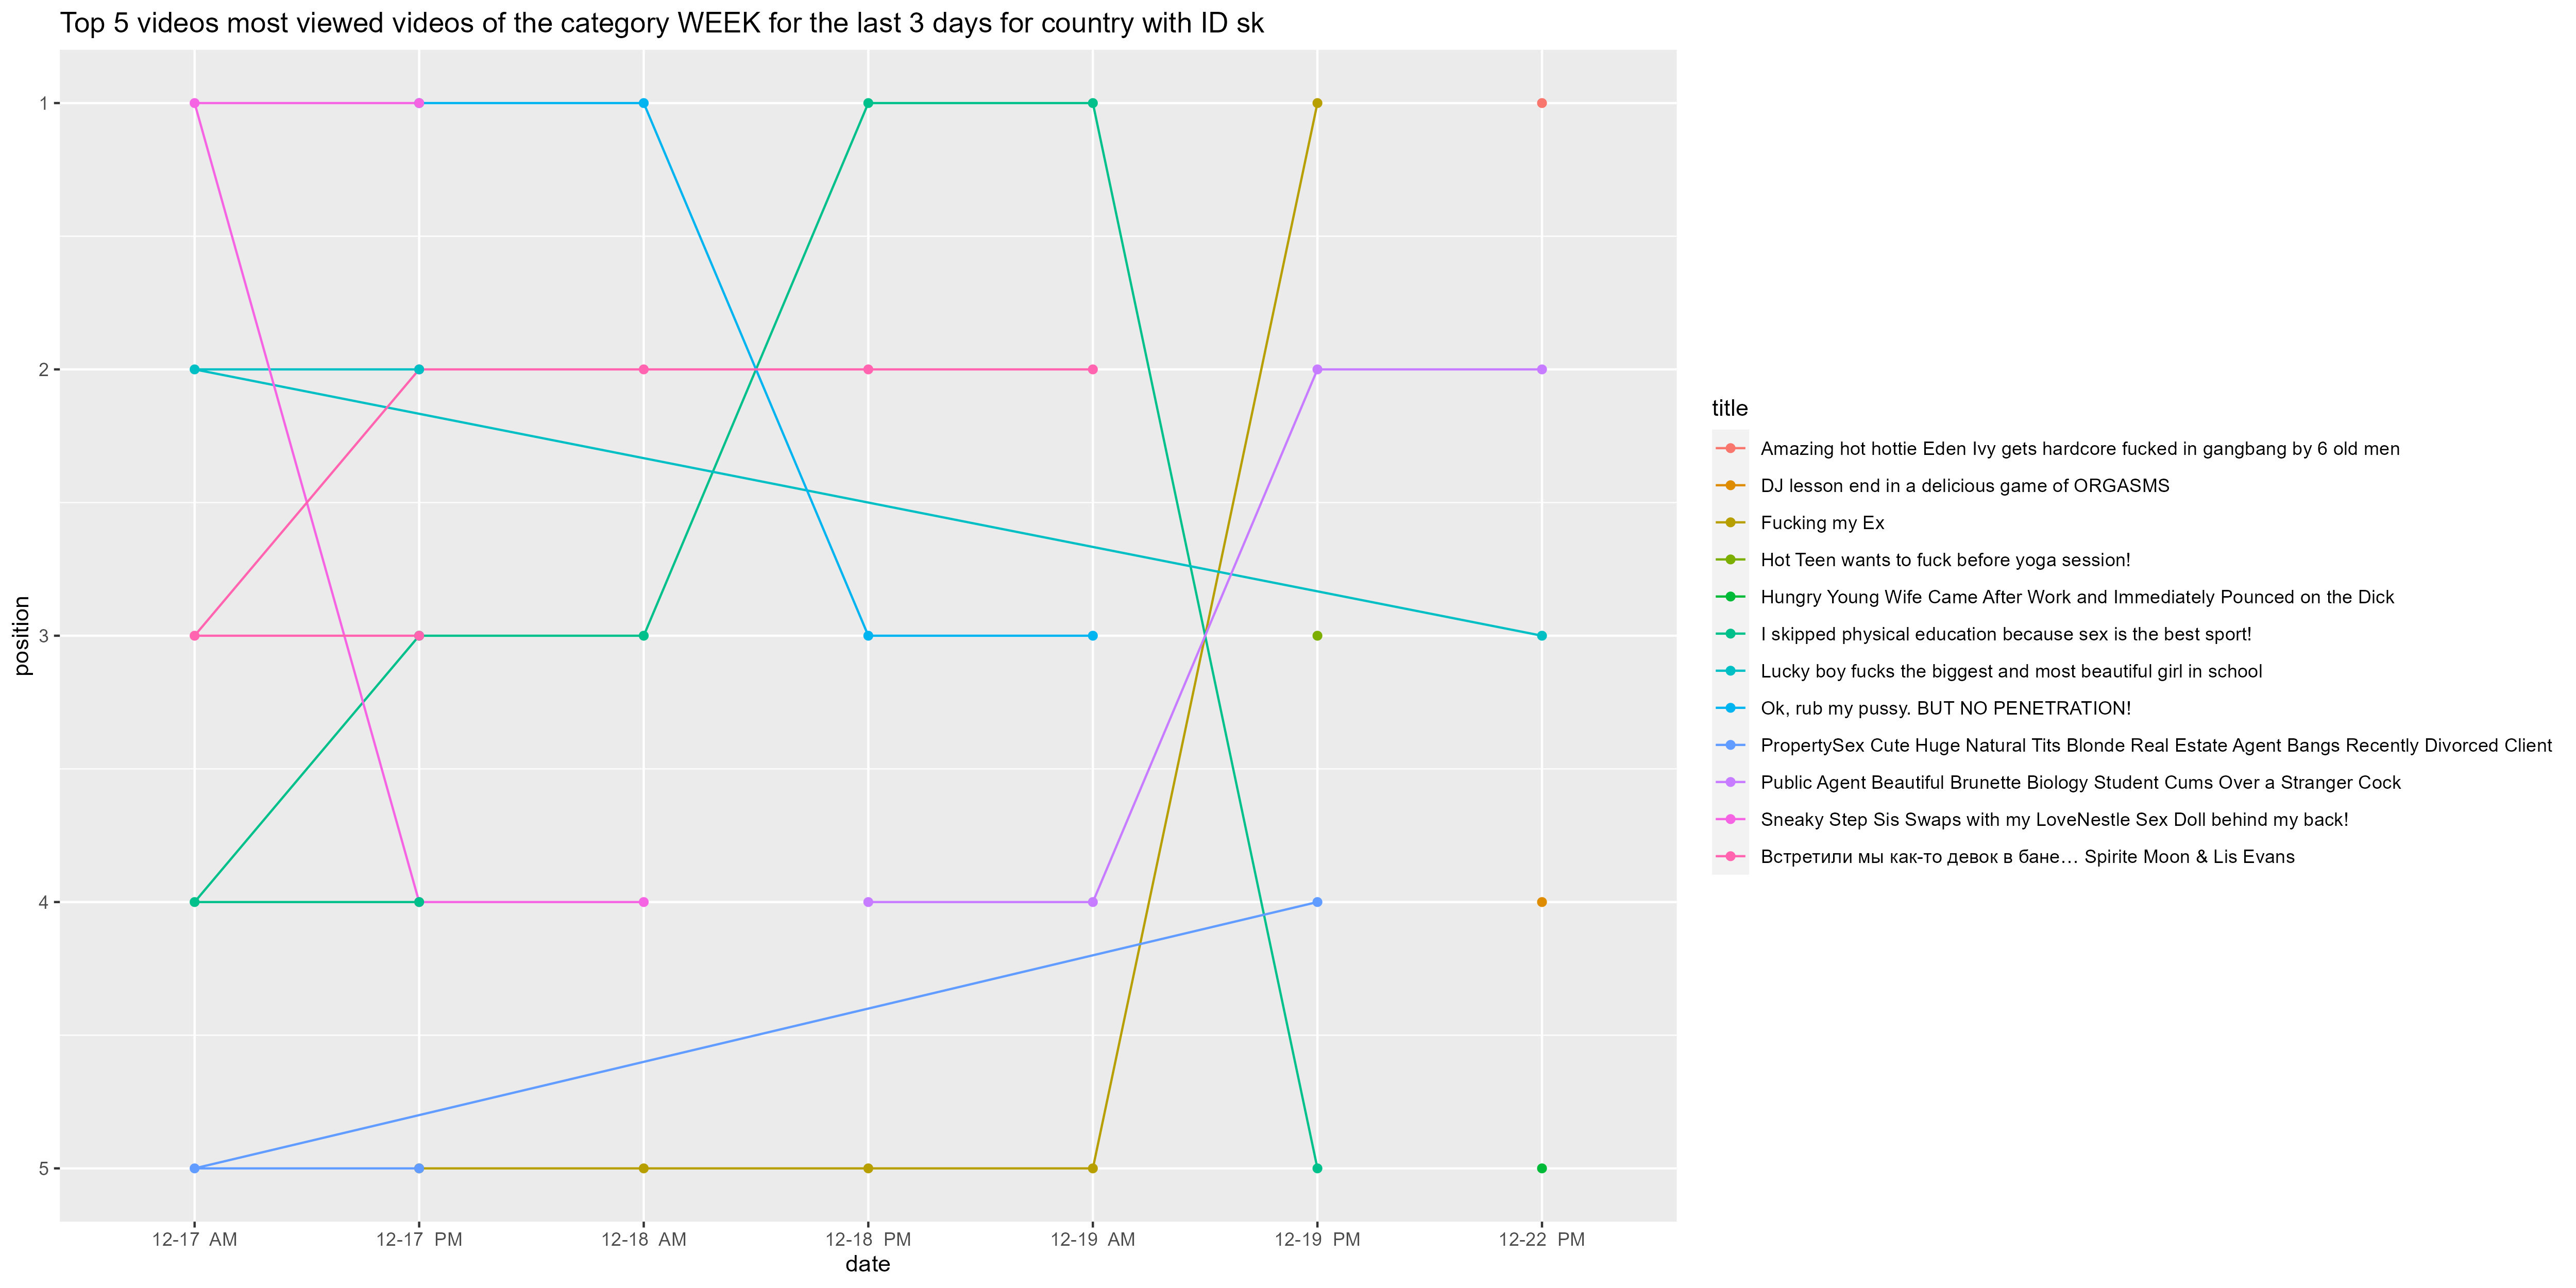 Top 5 videos most viewed videos of the category WEEK for the last 3 days for country with ID sk
position
1
2
3
4
5
12-17 AM
12-17 PM
12-18 AM
12-18 PM
12-19 AM
12-19 PM
12-22 PM
date
title
Amazing hot hottie Eden Ivy gets hardcore fucked in gangbang by 6 old men
DJ lesson end in a delicious game of ORGASMS
Fucking my Ex
Hot Teen wants to fuck before yoga session!
Hungry Young Wife Came After Work and Immediately Pounced on the Dick
I skipped physical education because sex is the best sport!
Lucky boy fucks the biggest and most beautiful girl in school
Ok, rub my pussy. BUT NO PENETRATION!
PropertySex Cute Huge Natural Tits Blonde Real Estate Agent Bangs Recently Divorced Client
Public Agent Beautiful Brunette Biology Student Cums Over a Stranger Cock
Sneaky Step Sis Swaps with my LoveNestle Sex Doll behind my back!
Встретили мы как-то девок в бане… Spirite Moon & Lis Evans